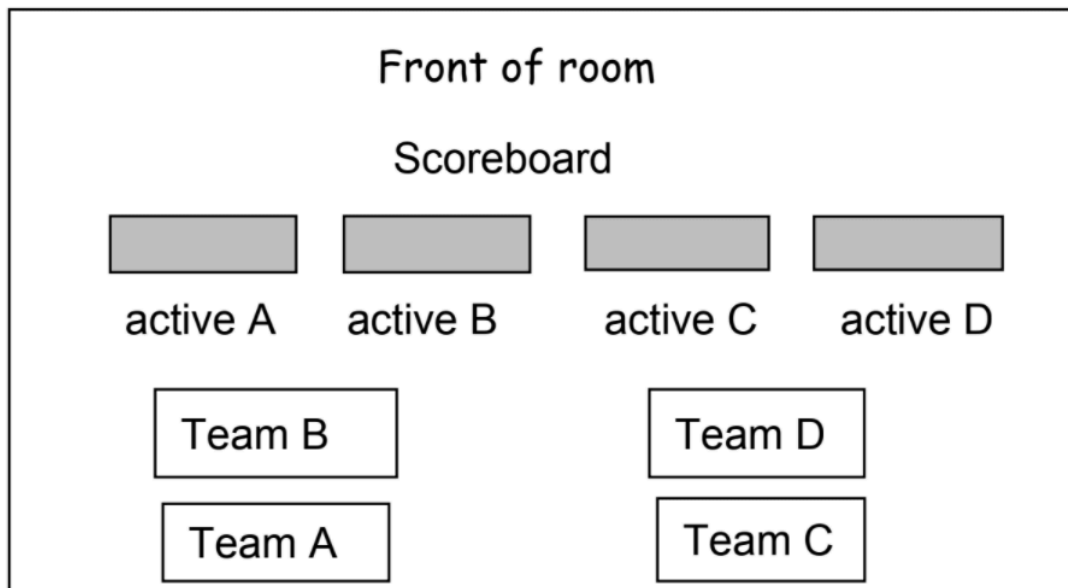 Front of room
Scoreboard
active A active B active C active D
Team B Team D
Team A Team C